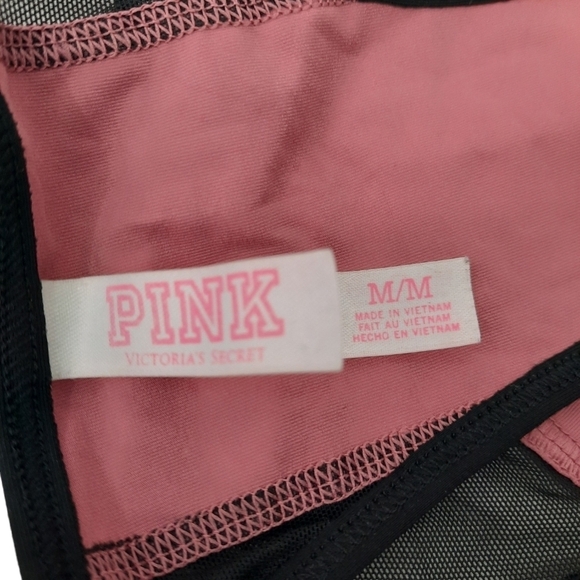 PINK
VICTORIA'S SECRET
M/M
MADE IN VIETNAM
FAIT AU VIETNAM
HECHO EN VIETNAM